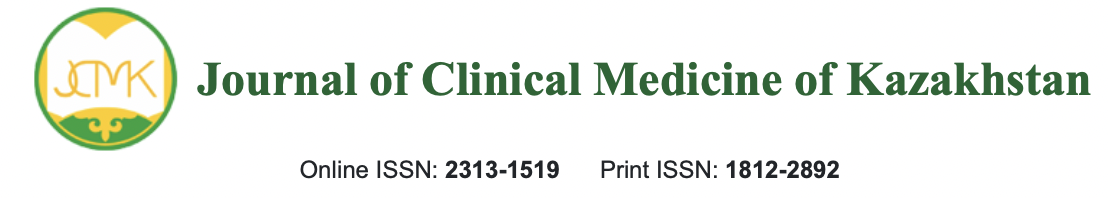 JCMK
Journal of Clinical Medicine of Kazakhstan
Online ISSN: 2313-1519 Print ISSN: 1812-2892